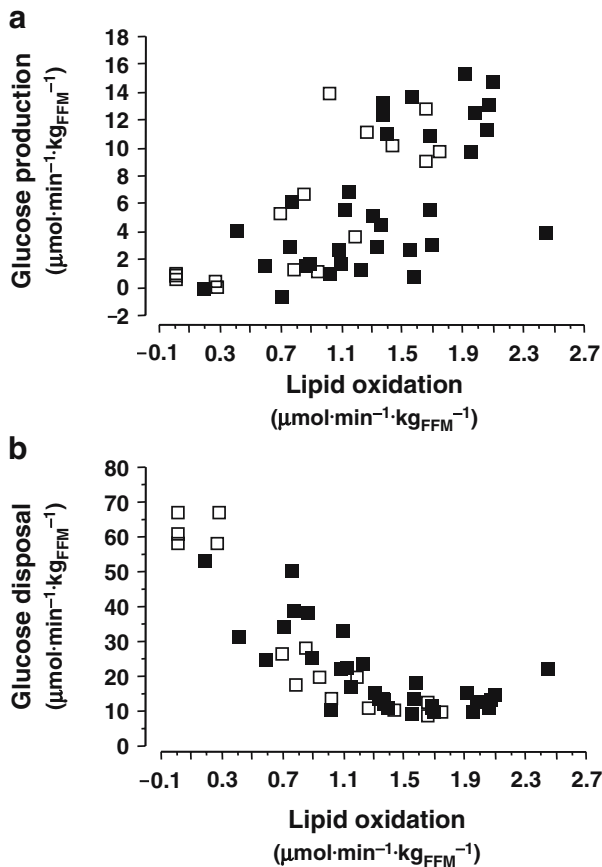 a
Glucose production
(μmol·min⁻¹·kg_FFM⁻¹)
18
16
14
12
10
8
6
4
2
0
−2
−0.1 0.3 0.7 1.1 1.5 1.9 2.3 2.7
Lipid oxidation
(μmol·min⁻¹·kg_FFM⁻¹)
b
Glucose disposal
(μmol·min⁻¹·kg_FFM⁻¹)
80
70
60
50
40
30
20
10
0
−0.1 0.3 0.7 1.1 1.5 1.9 2.3 2.7
Lipid oxidation
(μmol·min⁻¹·kg_FFM⁻¹)